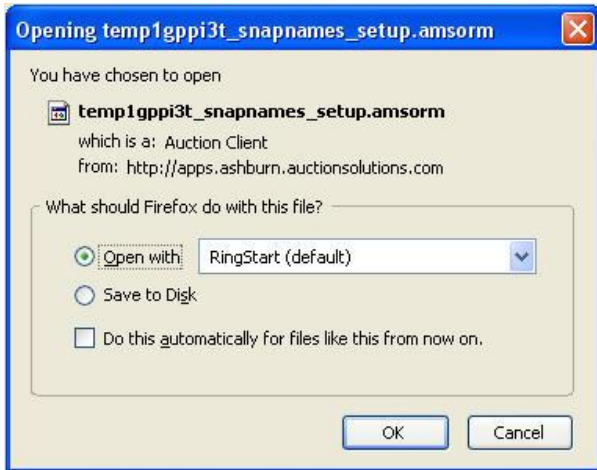 Opening temp1gppi3t_snapnames_setup.amsorm
You have chosen to open
temp1gppi3t_snapnames_setup.amsorm
which is a: Auction Client
from: http://apps.ashburn.auctionsolutions.com
What should Firefox do with this file?
Open with RingStart (default)
Save to Disk
Do this automatically for files like this from now on.
OK Cancel